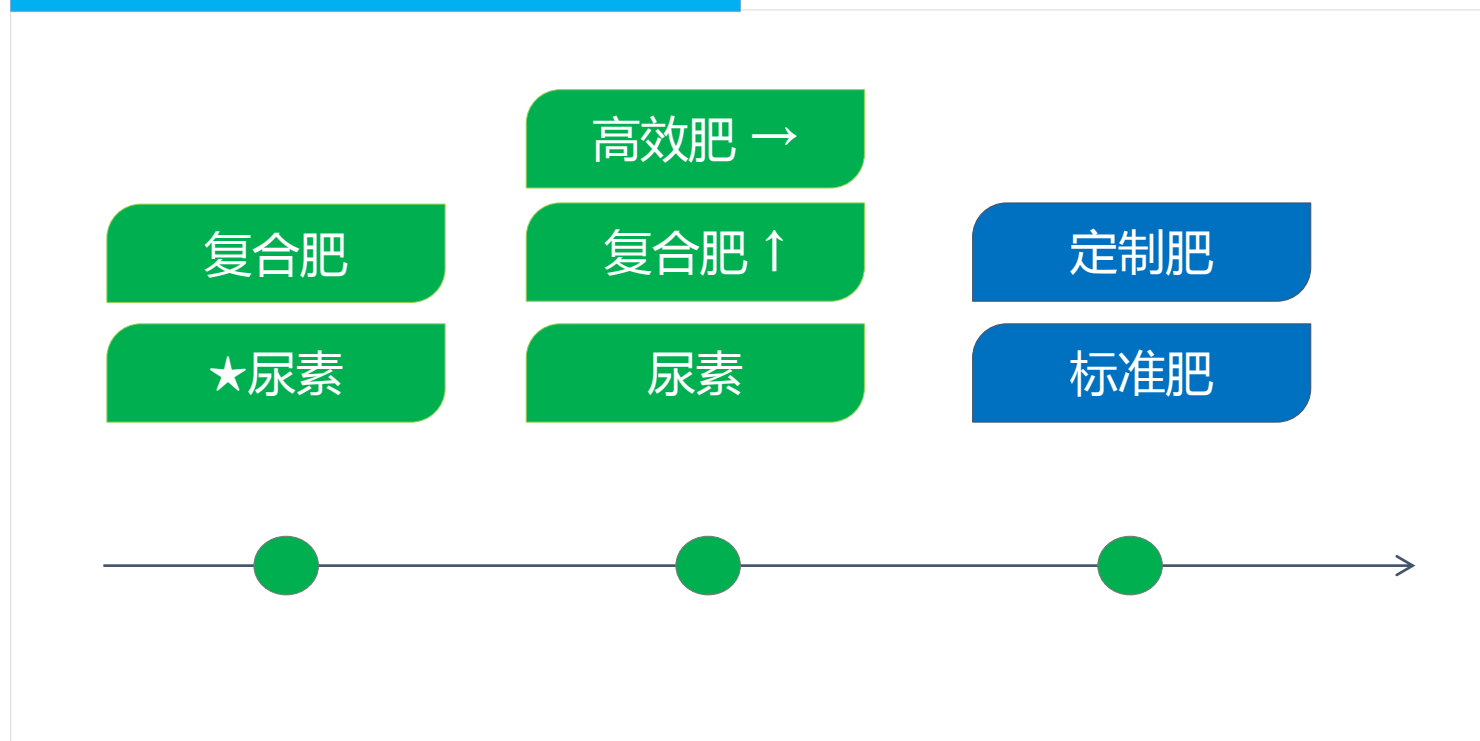 高效肥 →
复合肥
复合肥 ↑
定制肥
★尿素
尿素
标准肥